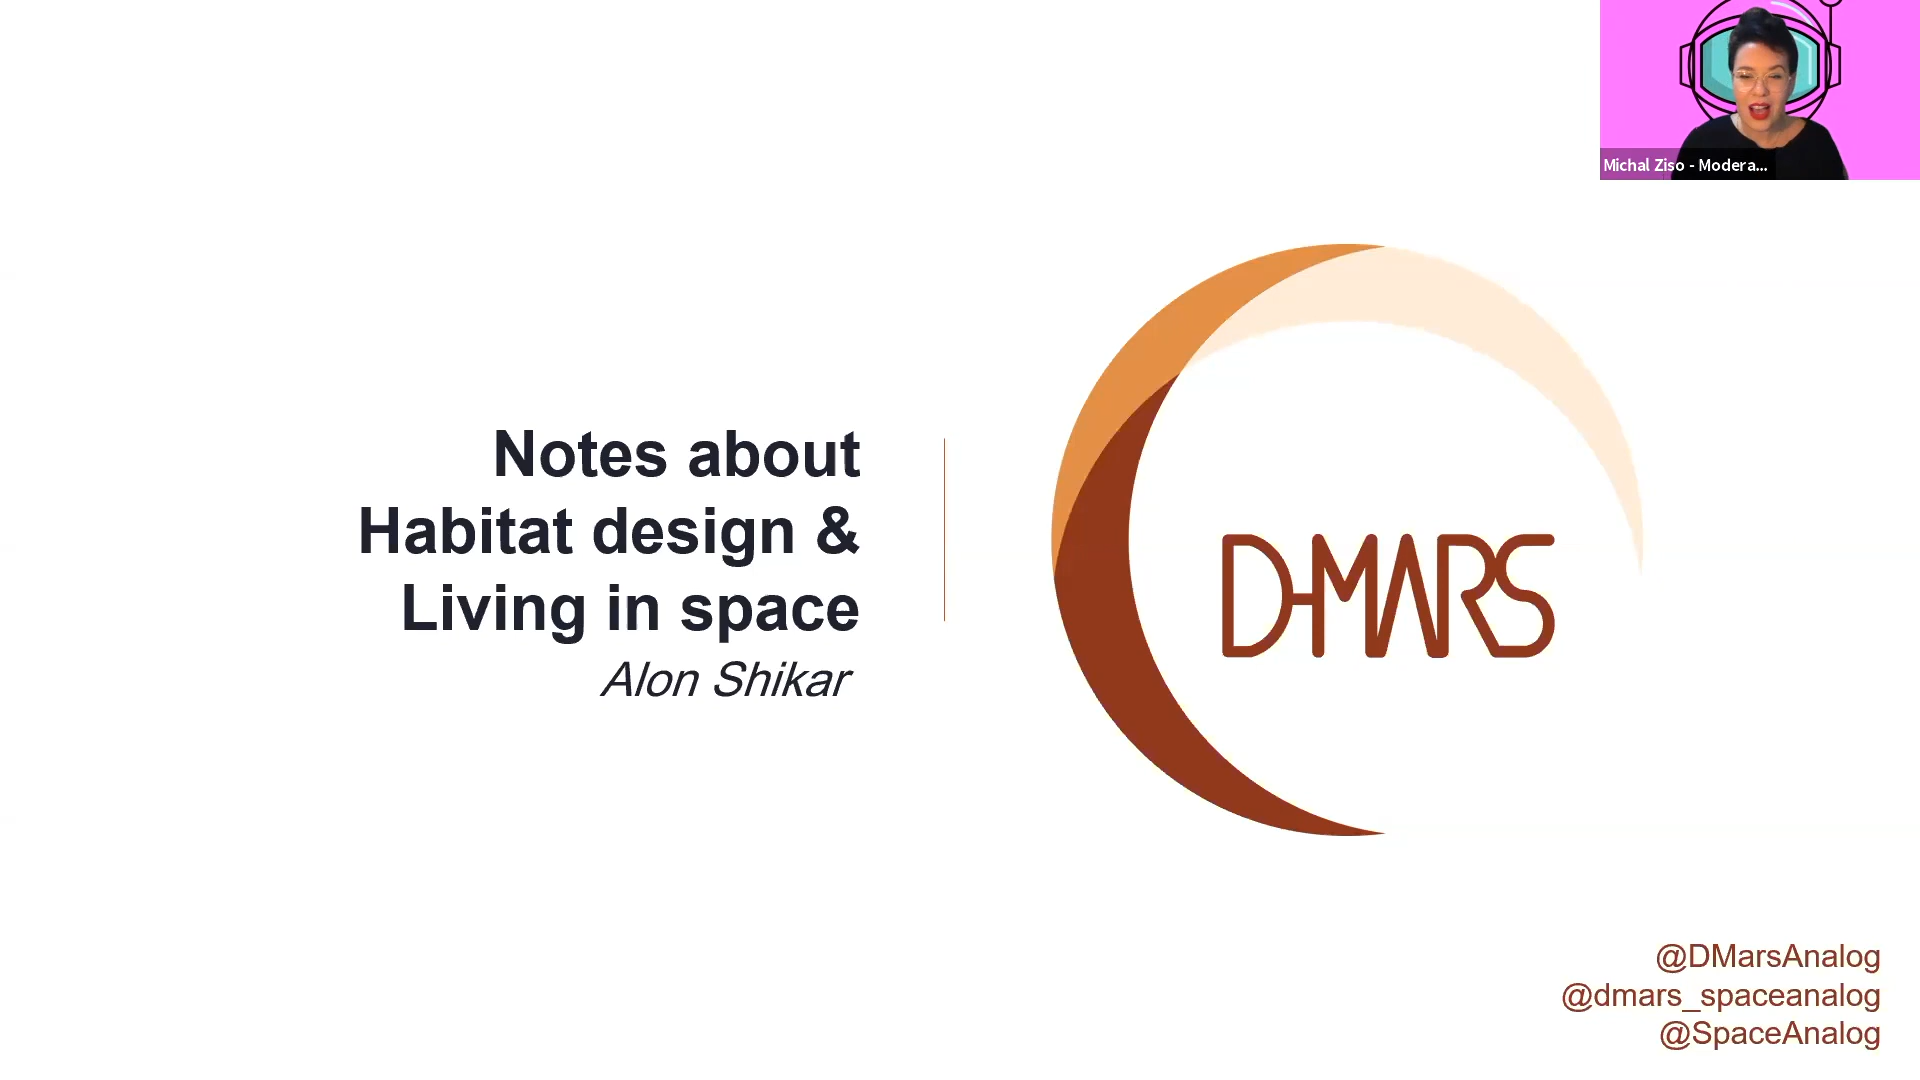 Michal Ziso - Modera...
Notes about
Habitat design &
Living in space
Alon Shikar
D-MARS
@DMarsAnalog
@dmars_spaceanalog
@SpaceAnalog